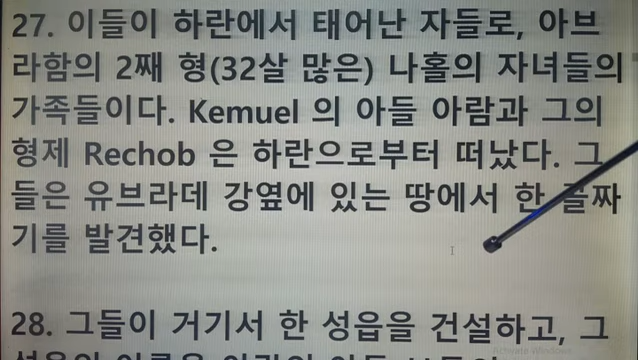 27. 이들이 하란에서 태어난 자들로, 아브
라함의 2째 형(32살 많은) 나홀의 자녀들의
가족들이다. Kemuel 의 아들 아람과 그의
형제 Rechob 은 하란으로부터 떠났다. 그
들은 유브라데 강옆에 있는 땅에서 한 골짜
기를 발견했다.
28. 그들이 거기서 한 성읍을 건설하고, 그
Activate Windows